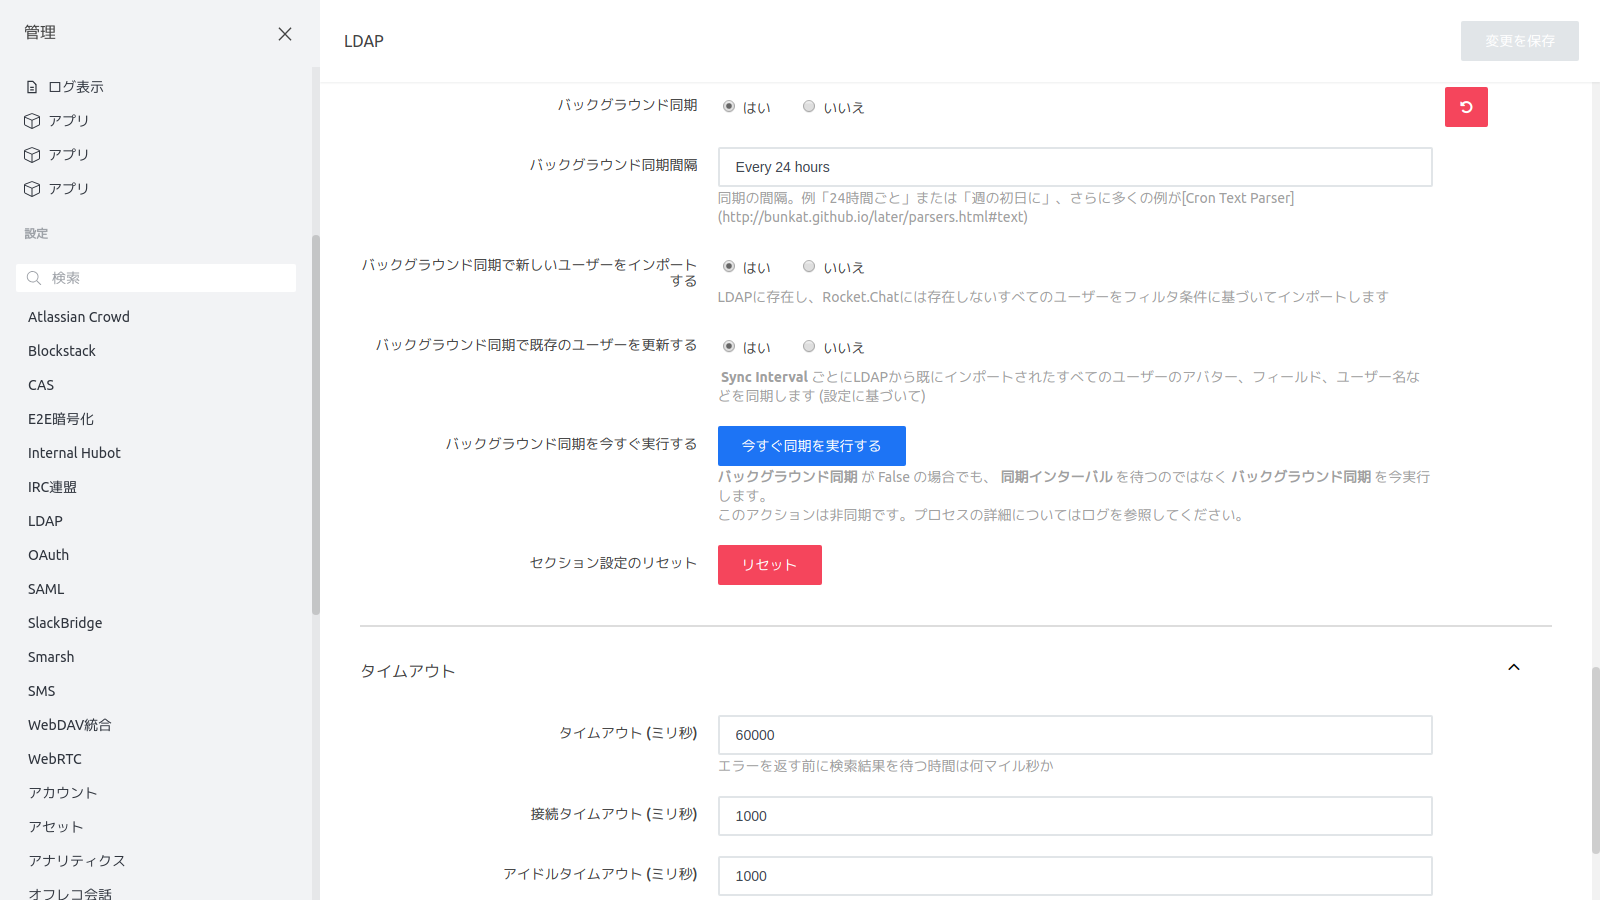 管理
ログ表示
アプリ
アプリ
アプリ
設定
検索
Atlassian Crowd
Blockstack
CAS
E2E暗号化
Internal Hubot
IRC連盟
LDAP
OAuth
SAML
SlackBridge
Smarsh
SMS
WebDAV統合
WebRTC
アカウント
アセット
アナリティクス
オフレコ会話
LDAP
変更を保存
バックグラウンド同期
はい
いいえ
バックグラウンド同期間隔
Every 24 hours
同期の間隔。例「24時間ごと」または「週の初日に」、さらに多くの例が[Cron Text Parser]
(http://bunkat.github.io/later/parsers.html#text)
バックグラウンド同期で新しいユーザーをインポート
する
はい
いいえ
LDAPに存在し、Rocket.Chatには存在しないすべてのユーザーをフィルタ条件に基づいてインポートします
バックグラウンド同期で既存のユーザーを更新する
はい
いいえ
Sync Interval ごとにLDAPから既にインポートされたすべてのユーザーのアバター、フィールド、ユーザー名な
どを同期します (設定に基づいて)
バックグラウンド同期を今すぐ実行する
今すぐ同期を実行する
バックグラウンド同期 が False の場合でも、 同期インターバル を待つのではなく バックグラウンド同期 を今実行
します。
このアクションは非同期です。プロセスの詳細についてはログを参照してください。
セクション設定のリセット
リセット
タイムアウト
タイムアウト (ミリ秒)
60000
エラーを返す前に検索結果を待つ時間は何マイル秒か
接続タイムアウト (ミリ秒)
1000
アイドルタイムアウト (ミリ秒)
1000